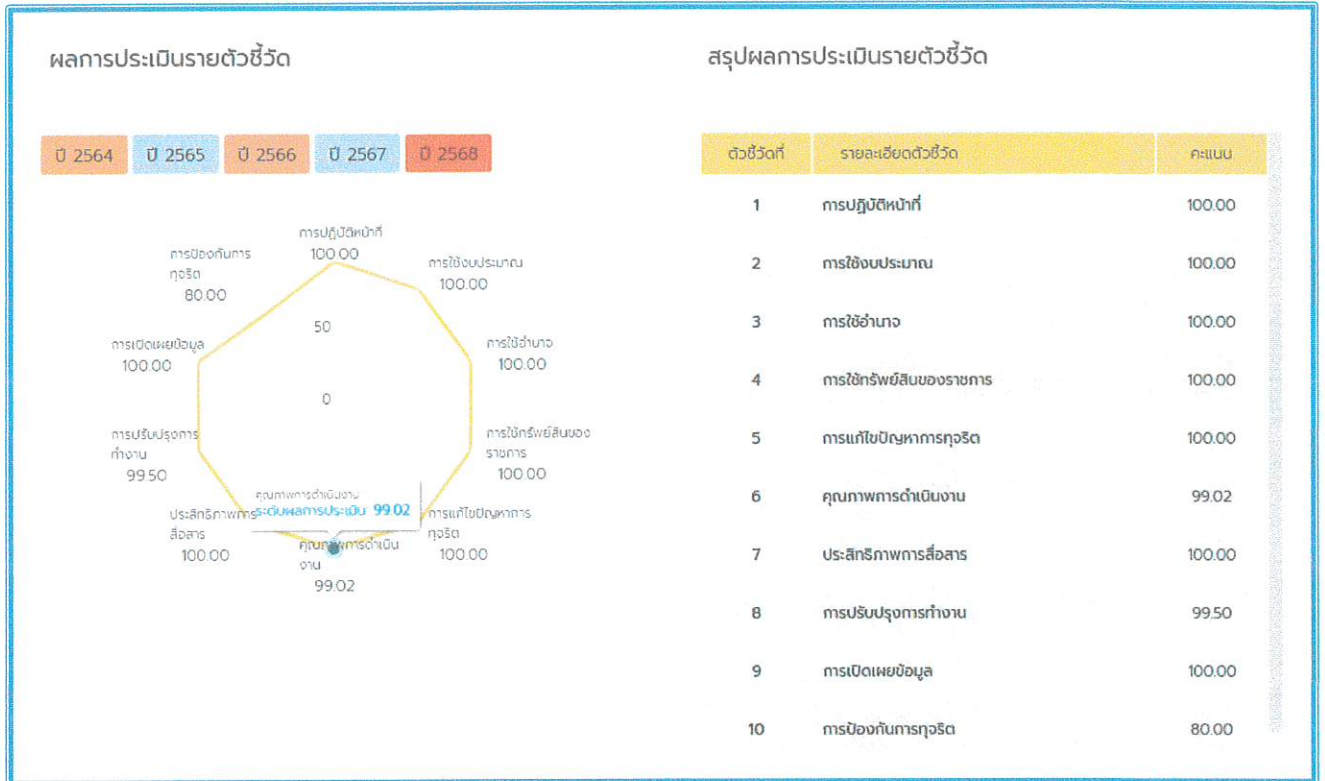 ผลการประเมินรายตัวชี้วัด
ปี 2564 ปี 2565 ปี 2566 ปี 2567 ปี 2568
การปฏิบัติหน้าที่
100.00
การใช้งบประมาณ
100.00
การใช้อำนาจ
100.00
การใช้ทรัพย์สินของ
ราชการ
100.00
การแก้ไขปัญหาการ
ทุจริต
100.00
คุณภาพการดำเนินงาน
ระดับผลการประเมิน 99.02
คุณภาพการดำเนิน
งาน
99.02
ประสิทธิภาพการ
สื่อสาร
100.00
การปรับปรุงการ
ทำงาน
99.50
การเปิดเผยข้อมูล
100.00
การป้องกันการ
ทุจริต
80.00
50
0
สรุปผลการประเมินรายตัวชี้วัด
ตัวชี้วัดที่ รายละเอียดตัวชี้วัด คะแนน
1 การปฏิบัติหน้าที่ 100.00
2 การใช้งบประมาณ 100.00
3 การใช้อำนาจ 100.00
4 การใช้ทรัพย์สินของราชการ 100.00
5 การแก้ไขปัญหาการทุจริต 100.00
6 คุณภาพการดำเนินงาน 99.02
7 ประสิทธิภาพการสื่อสาร 100.00
8 การปรับปรุงการทำงาน 99.50
9 การเปิดเผยข้อมูล 100.00
10 การป้องกันการทุจริต 80.00